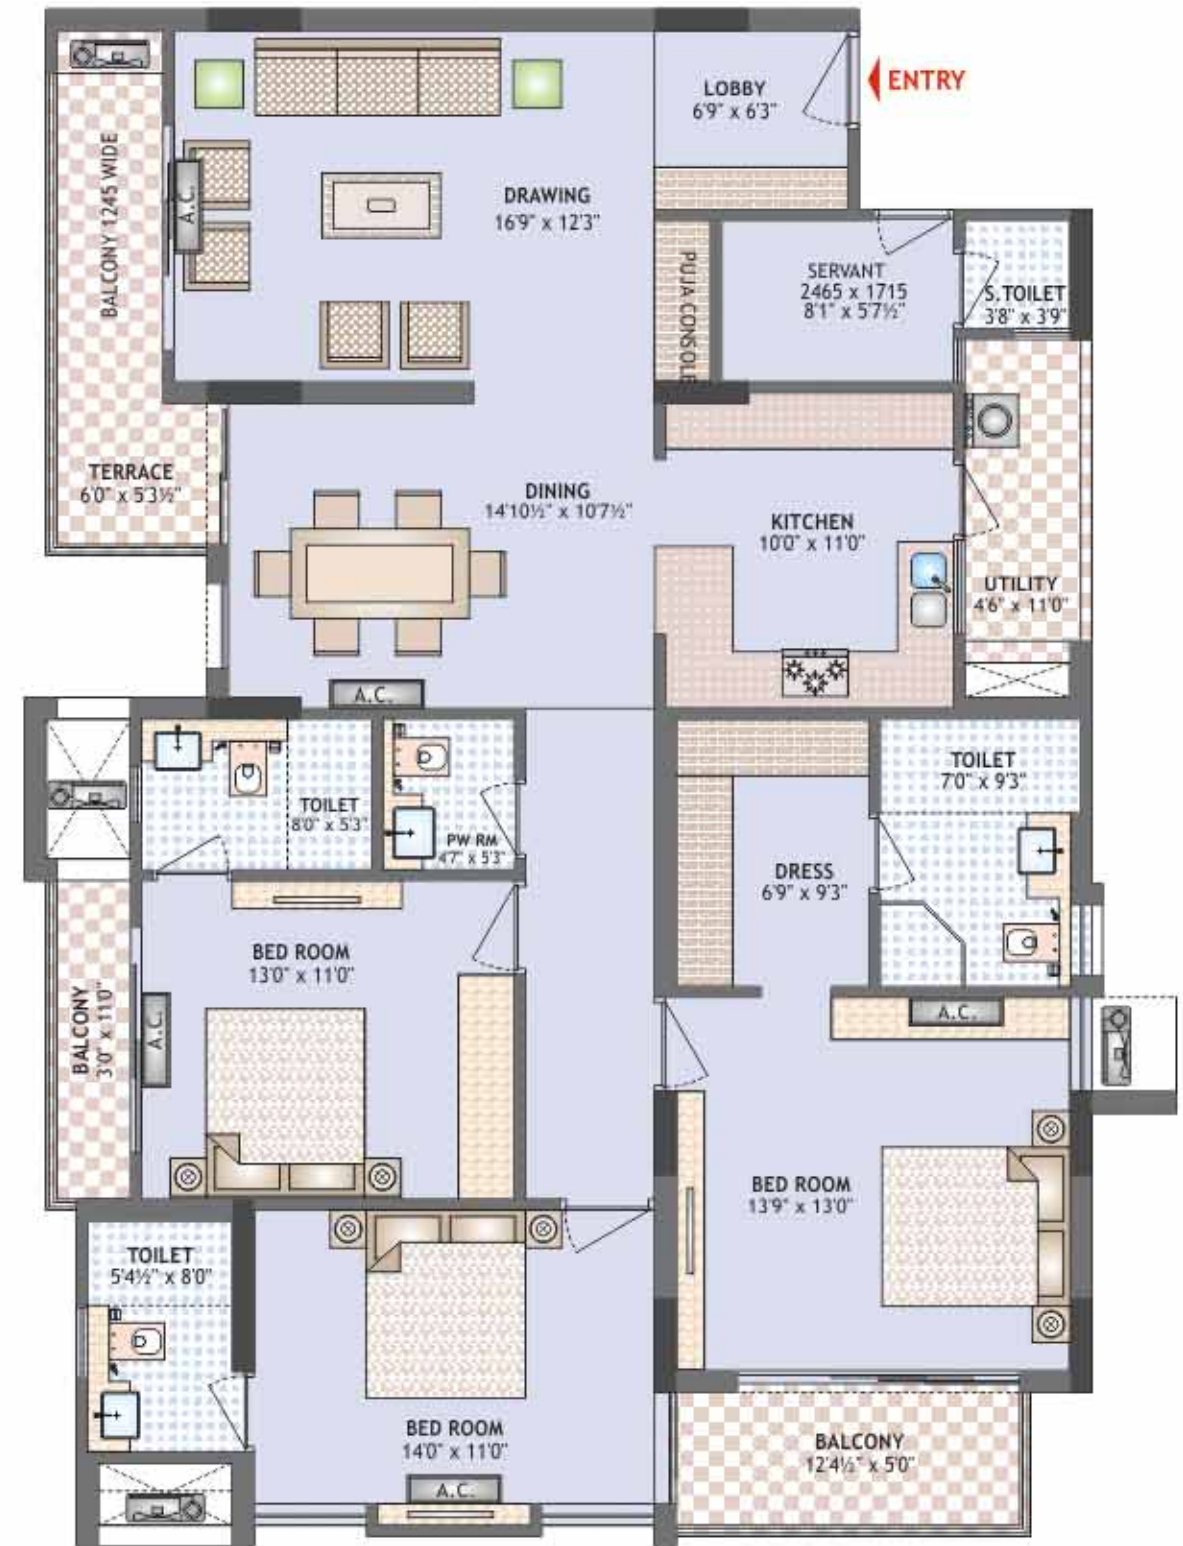 LOBBY
6'9" x 6'3"
ENTRY
BALCONY 1245 WIDE
A.C.
DRAWING
16'9" x 12'3"
PUJA CONSOLE
SERVANT
2465 x 1715
8'1" x 5'7½"
S.TOILET
3'8" x 3'9"
TERRACE
6'0" x 5'3½"
DINING
14'10½" x 10'7½"
KITCHEN
10'0" x 11'0"
UTILITY
4'6" x 11'0"
A.C.
TOILET
8'0" x 5'3"
PW RM
4'7" x 5'3"
TOILET
7'0" x 9'3"
DRESS
6'9" x 9'3"
BED ROOM
13'0" x 11'0"
BALCONY
3'0" x 11'0"
A.C.
A.C.
BED ROOM
13'9" x 13'0"
TOILET
5'4½" x 8'0"
BED ROOM
14'0" x 11'0"
A.C.
BALCONY
12'4½" x 5'0"